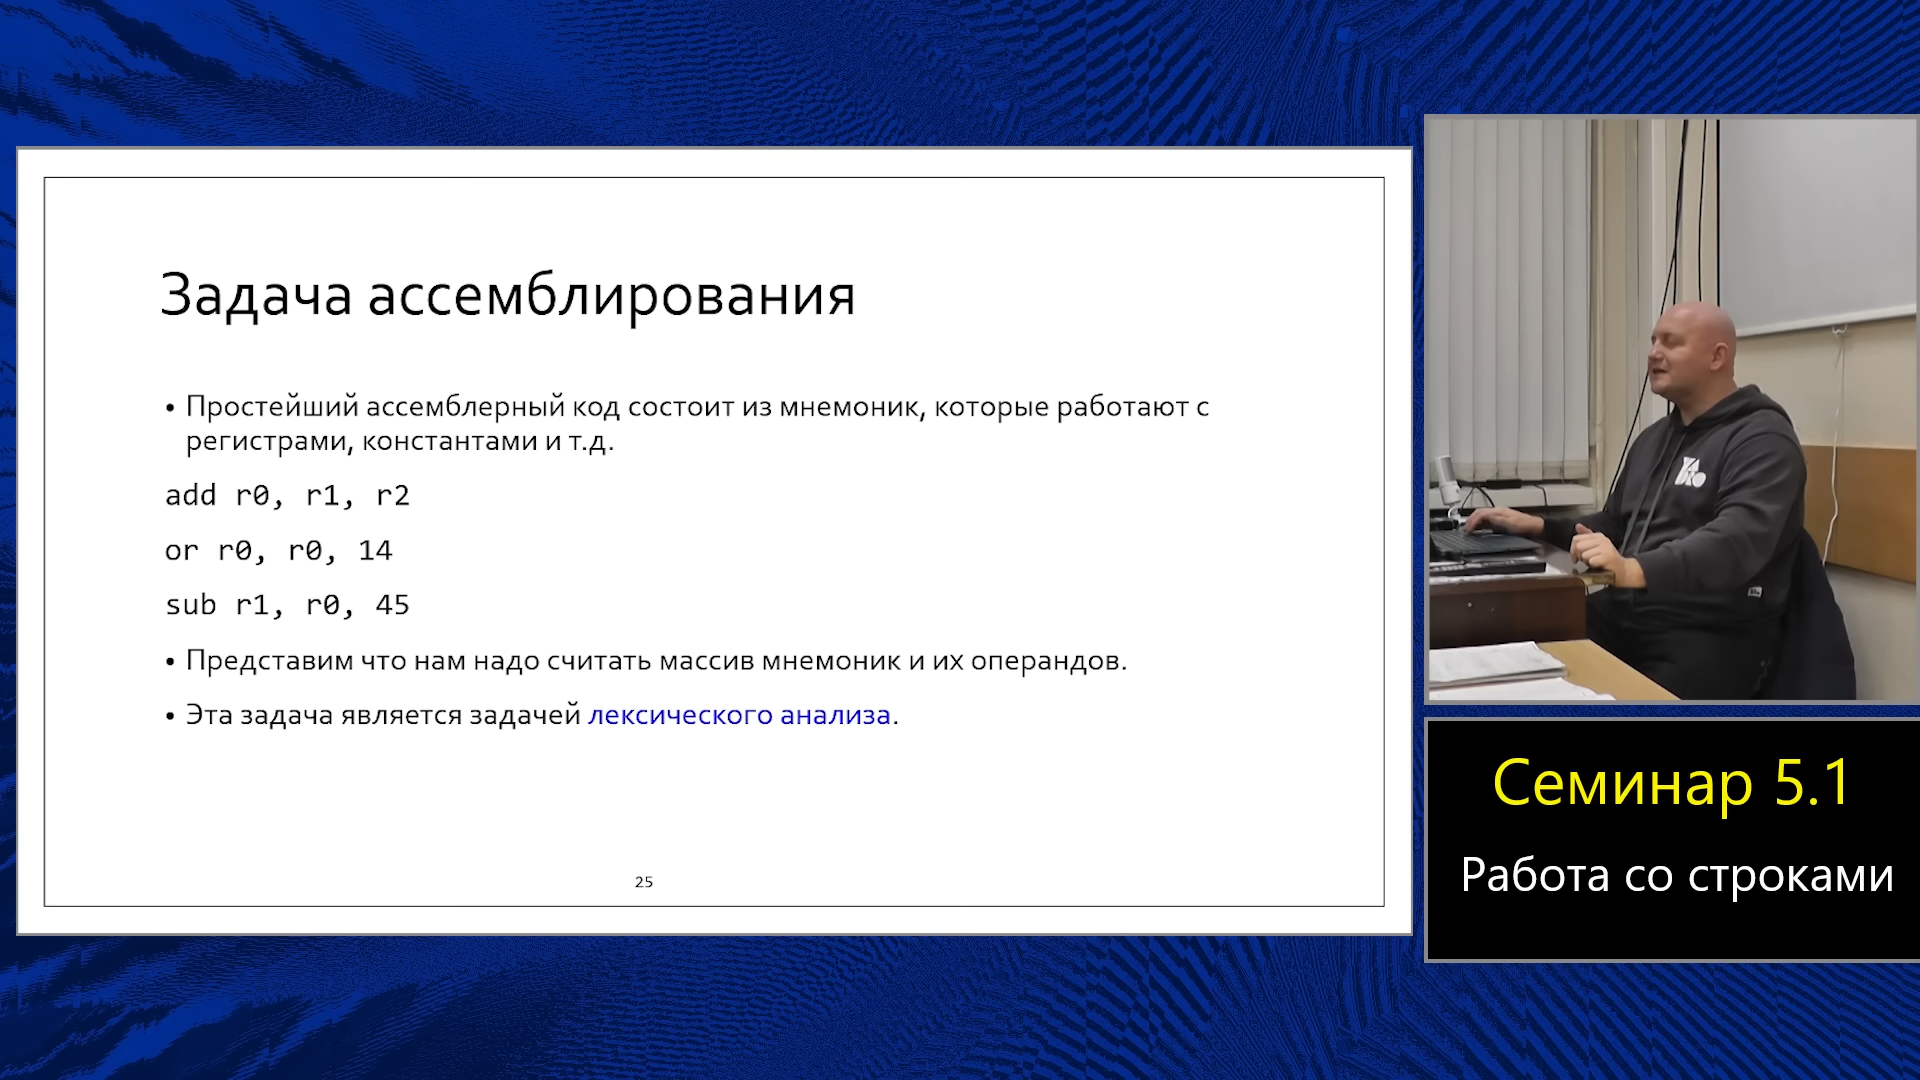 Задача ассемблирования
• Простейший ассемблерный код состоит из мнемоник, которые работают с
регистрами, константами и т.д.
add r0, r1, r2
or r0, r0, 14
sub r1, r0, 45
• Представим что нам надо считать массив мнемоник и их операндов.
• Эта задача является задачей лексического анализа.
25
Семинар 5.1
Работа со строками